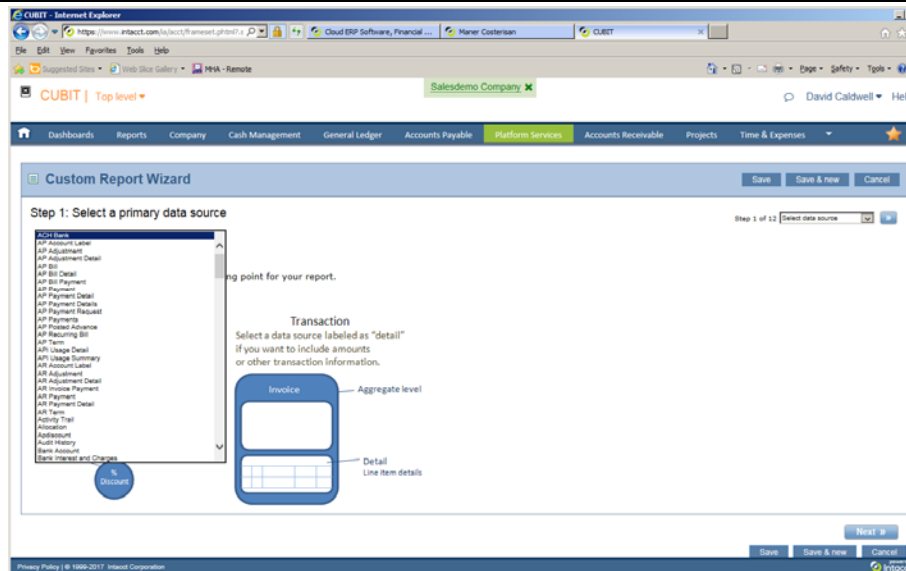 CUBIT - Internet Explorer
https://www.intacct.com/ia/acct/frameset.phtml?.s
Cloud ERP Software, Financial ...
Maner Costerisan
CUBIT
File Edit View Favorites Tools Help
Suggested Sites Web Slice Gallery MHA - Remote
Page Safety Tools
CUBIT | Top level
Salesdemo Company
David Caldwell
Hel
Dashboards Reports Company Cash Management General Ledger Accounts Payable Platform Services Accounts Receivable Projects Time & Expenses
Custom Report Wizard
Save Save & new Cancel
Step 1: Select a primary data source
Step 1 of 12 Select data source
ACH Bank
AP Account Label
AP Adjustment
AP Adjustment Detail
AP Bill
AP Bill Detail
AP Bill Payment
AP Payment
AP Payment Detail
AP Payment Details
AP Payment Request
AP Payments
AP Posted Advance
AP Recurring Bill
AP Term
API Usage Detail
API Usage Summary
AR Account Label
AR Adjustment
AR Adjustment Detail
AR Invoice Payment
AR Payment
AR Payment Detail
AR Term
Activity Trail
Allocation
Apdiscount
Audit History
Bank Account
Bank Interest and Charges
ng point for your report.
Transaction
Select a data source labeled as "detail"
if you want to include amounts
or other transaction information.
Invoice
Aggregate level
Detail
Line item details
%
Discount
Next »
Save Save & new Cancel
Privacy Policy | © 1999-2017 Intacct Corporation
Intacc